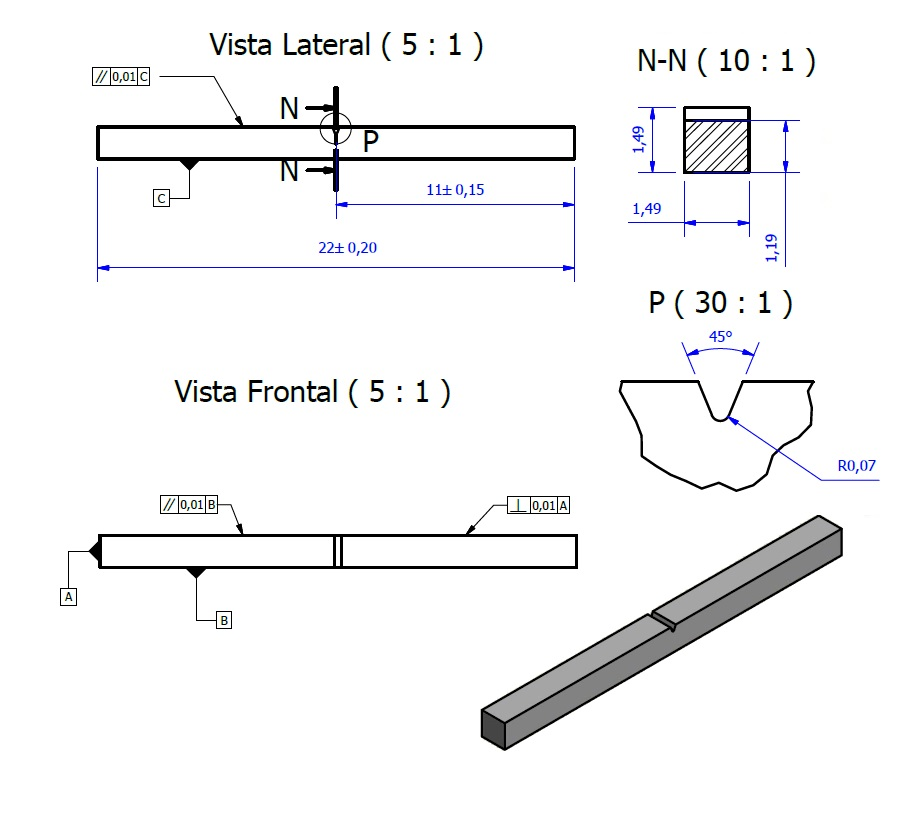 Vista Lateral ( 5 : 1 )
N-N ( 10 : 1 )
// 0,01 C
N
P
N
C
11± 0,15
22± 0,20
1,49
1,49
1,19
P ( 30 : 1 )
45°
R0,07
Vista Frontal ( 5 : 1 )
// 0,01 B
⊥ 0,01 A
A
B